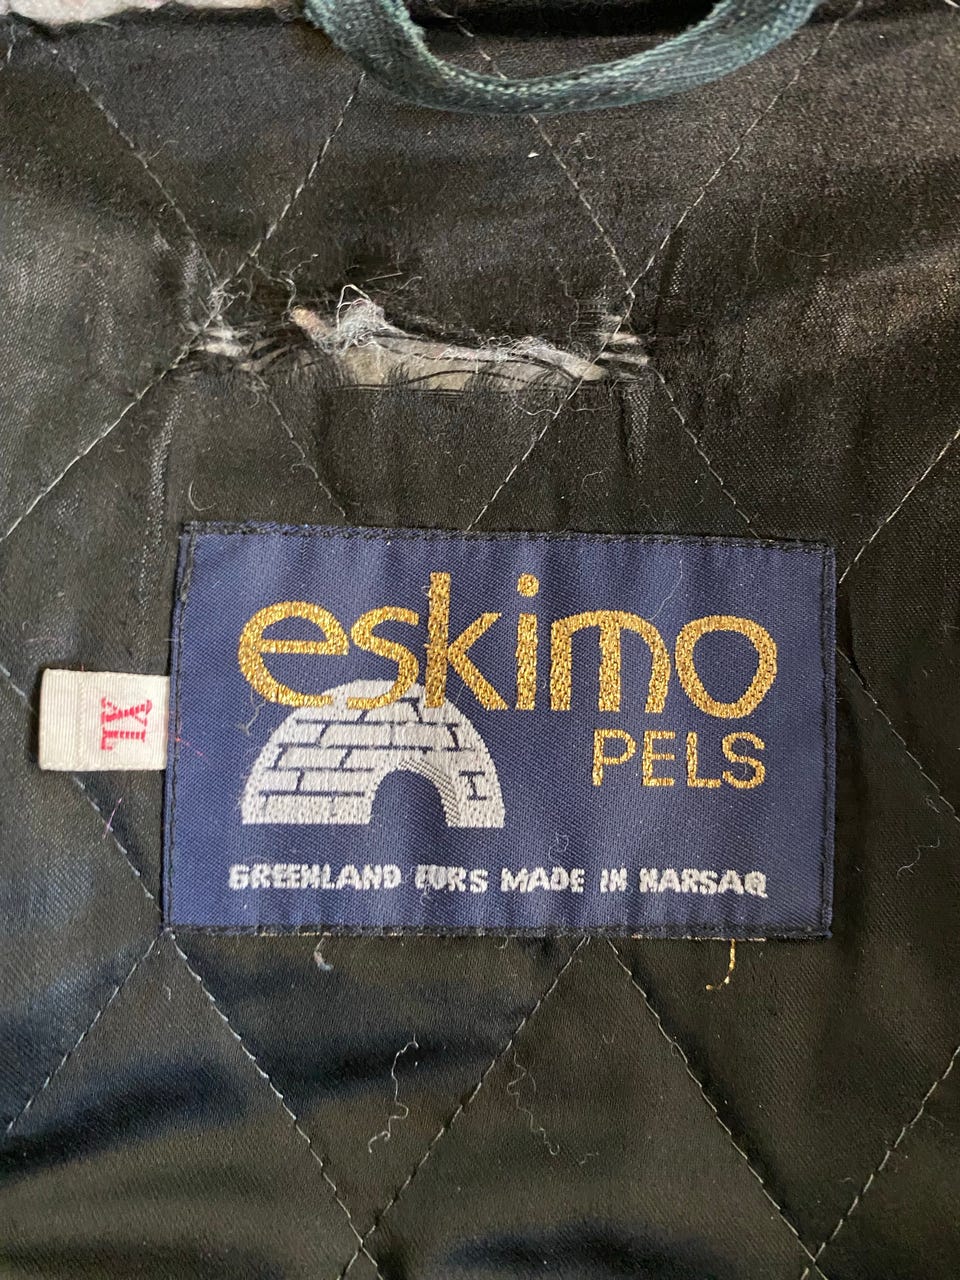 eskimo
PELS
XL
GREENLAND FURS MADE IN NARSAQ